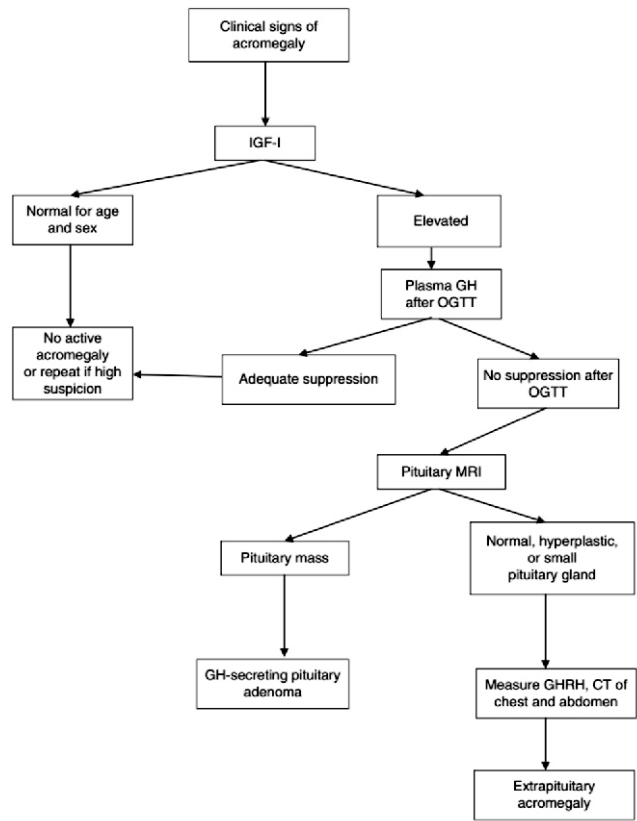 Clinical signs of
acromegaly
IGF-I
Normal for age
and sex
Elevated
Plasma GH
after OGTT
No active
acromegaly
or repeat if high
suspicion
Adequate suppression
No suppression after
OGTT
Pituitary MRI
Pituitary mass
Normal, hyperplastic,
or small
pituitary gland
GH-secreting pituitary
adenoma
Measure GHRH, CT of
chest and abdomen
Extrapituitary
acromegaly